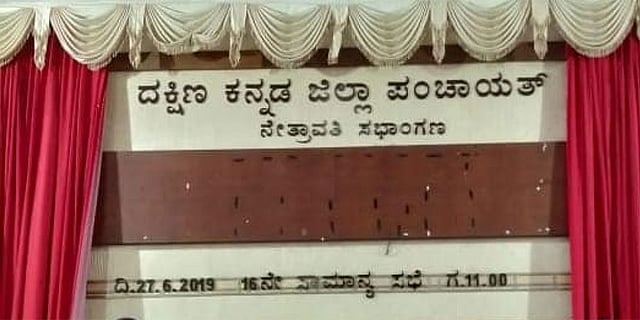 ದಕ್ಷಿಣ ಕನ್ನಡ ಜಿಲ್ಲಾ ಪಂಚಾಯತ್
ನೇತ್ರಾವತಿ ಸಭಾಂಗಣ
ದಿ.27.6.2019 16ನೇ ಸಾಮಾನ್ಯ ಸಭೆ ಗ.11.00